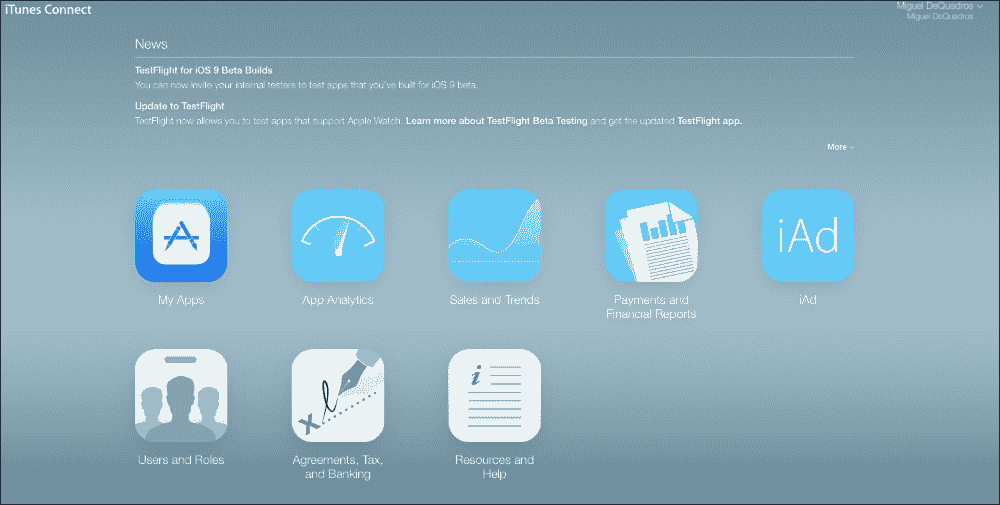 iTunes Connect
Miguel DeQuadros
Miguel DeQuadros
News
TestFlight for iOS 9 Beta Builds
You can now invite your internal testers to test apps that you've built for iOS 9 beta.
Update to TestFlight
TestFlight now allows you to test apps that support Apple Watch. Learn more about TestFlight Beta Testing and get the updated TestFlight app.
More
iAd
My Apps
App Analytics
Sales and Trends
Payments and
Financial Reports
iAd
Users and Roles
Agreements, Tax,
and Banking
Resources and
Help